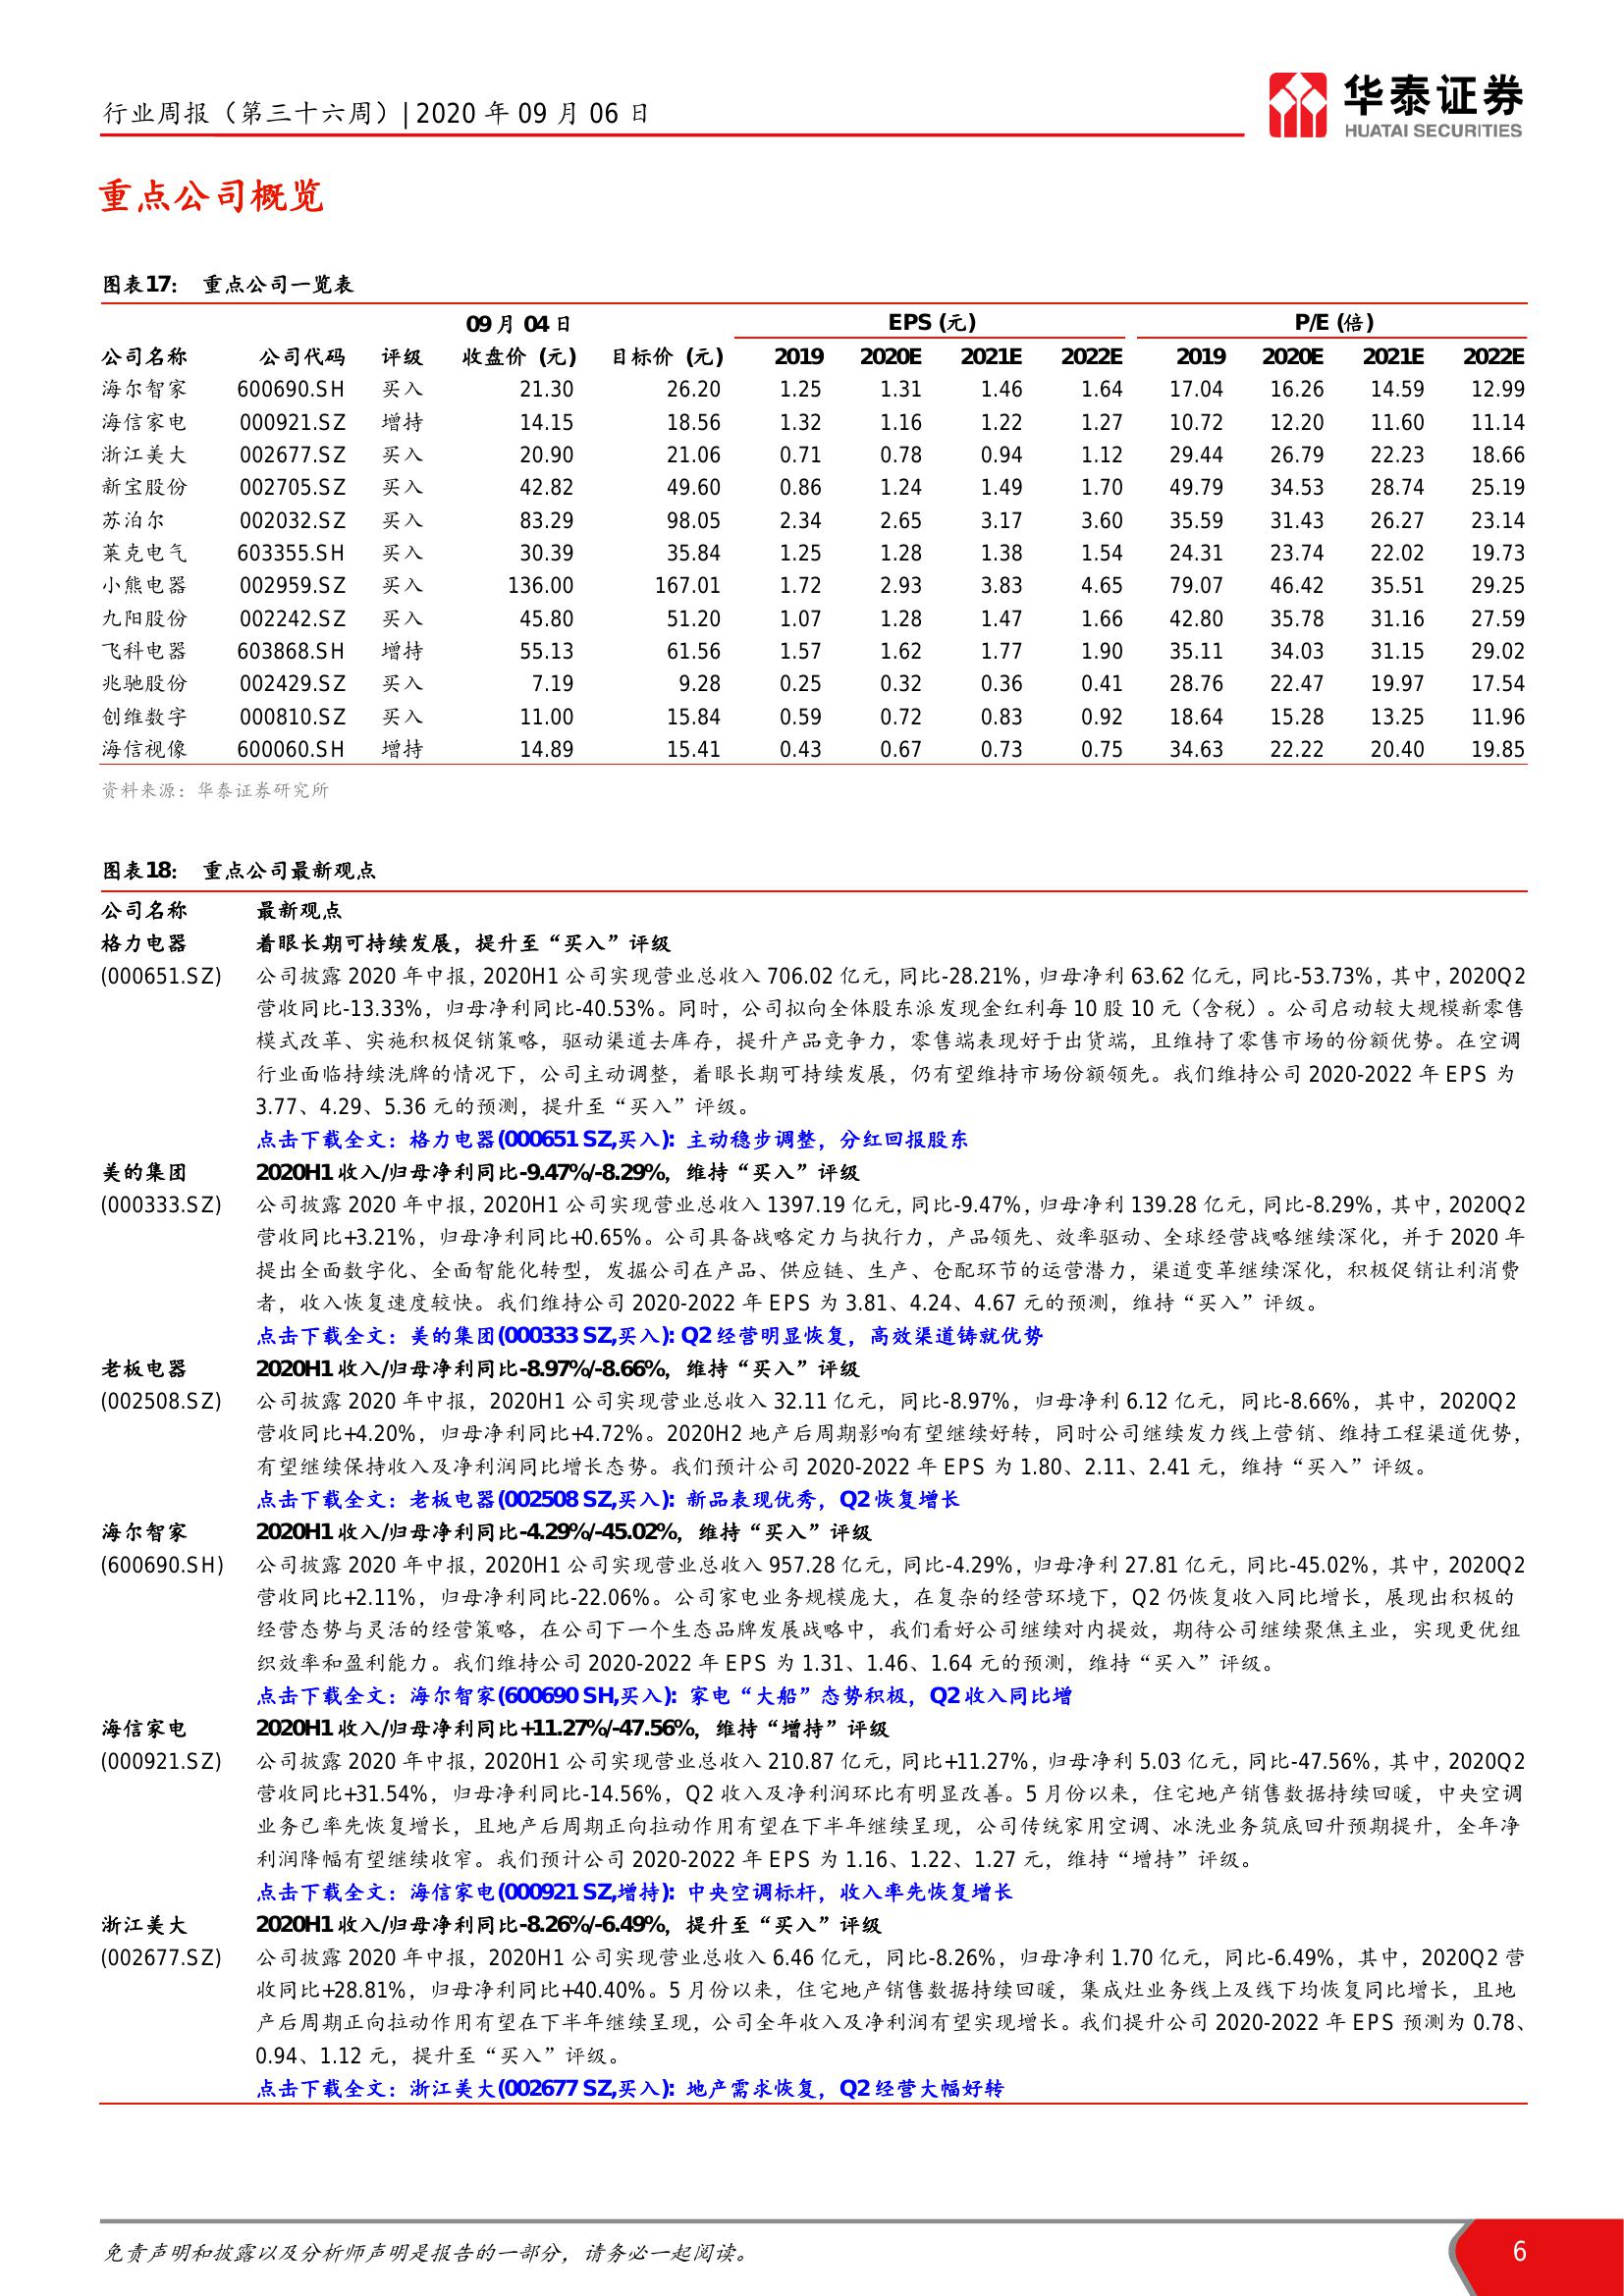 行业周报（第三十六周）| 2020 年 09 月 06 日
华泰证券
HUATAI SECURITIES
重点公司概览
图表17： 重点公司一览表
09 月 04 日 EPS (元) P/E (倍)
公司名称 公司代码 评级 收盘价 (元) 目标价 (元) 2019 2020E 2021E 2022E 2019 2020E 2021E 2022E
海尔智家 600690.SH 买入 21.30 26.20 1.25 1.31 1.46 1.64 17.04 16.26 14.59 12.99
海信家电 000921.SZ 增持 14.15 18.56 1.32 1.16 1.22 1.27 10.72 12.20 11.60 11.14
浙江美大 002677.SZ 买入 20.90 21.06 0.71 0.78 0.94 1.12 29.44 26.79 22.23 18.66
新宝股份 002705.SZ 买入 42.82 49.60 0.86 1.24 1.49 1.70 49.79 34.53 28.74 25.19
苏泊尔 002032.SZ 买入 83.29 98.05 2.34 2.65 3.17 3.60 35.59 31.43 26.27 23.14
莱克电气 603355.SH 买入 30.39 35.84 1.25 1.28 1.38 1.54 24.31 23.74 22.02 19.73
小熊电器 002959.SZ 买入 136.00 167.01 1.72 2.93 3.83 4.65 79.07 46.42 35.51 29.25
九阳股份 002242.SZ 买入 45.80 51.20 1.07 1.28 1.47 1.66 42.80 35.78 31.16 27.59
飞科电器 603868.SH 增持 55.13 61.56 1.57 1.62 1.77 1.90 35.11 34.03 31.15 29.02
兆驰股份 002429.SZ 买入 7.19 9.28 0.25 0.32 0.36 0.41 28.76 22.47 19.97 17.54
创维数字 000810.SZ 买入 11.00 15.84 0.59 0.72 0.83 0.92 18.64 15.28 13.25 11.96
海信视像 600060.SH 增持 14.89 15.41 0.43 0.67 0.73 0.75 34.63 22.22 20.40 19.85
资料来源：华泰证券研究所
图表18： 重点公司最新观点
公司名称 最新观点
格力电器 着眼长期可持续发展，提升至“买入”评级
(000651.SZ) 公司披露 2020 年中报，2020H1 公司实现营业总收入 706.02 亿元，同比-28.21%，归母净利 63.62 亿元，同比-53.73%，其中，2020Q2
营收同比-13.33%，归母净利同比-40.53%。同时，公司拟向全体股东派发现金红利每 10 股 10 元（含税）。公司启动较大规模新零售
模式改革、实施积极促销策略，驱动渠道去库存，提升产品竞争力，零售端表现好于出货端，且维持了零售市场的份额优势。在空调
行业面临持续洗牌的情况下，公司主动调整，着眼长期可持续发展，仍有望维持市场份额领先。我们维持公司 2020-2022 年 EPS 为
3.77、4.29、5.36 元的预测，提升至“买入”评级。
点击下载全文：格力电器(000651 SZ,买入)：主动稳步调整，分红回报股东
美的集团 2020H1 收入/归母净利同比-9.47%/-8.29%，维持“买入”评级
(000333.SZ) 公司披露 2020 年中报，2020H1 公司实现营业总收入 1397.19 亿元，同比-9.47%，归母净利 139.28 亿元，同比-8.29%，其中，2020Q2
营收同比+3.21%，归母净利同比+0.65%。公司具备战略定力与执行力，产品领先、效率驱动、全球经营战略继续深化，并于 2020 年
提出全面数字化、全面智能化转型，发掘公司在产品、供应链、生产、仓配环节的运营潜力，渠道变革继续深化，积极促销让利消费
者，收入恢复速度较快。我们维持公司 2020-2022 年 EPS 为 3.81、4.24、4.67 元的预测，维持“买入”评级。
点击下载全文：美的集团(000333 SZ,买入)：Q2 经营明显恢复，高效渠道铸就优势
老板电器 2020H1 收入/归母净利同比-8.97%/-8.66%，维持“买入”评级
(002508.SZ) 公司披露 2020 年中报，2020H1 公司实现营业总收入 32.11 亿元，同比-8.97%，归母净利 6.12 亿元，同比-8.66%，其中，2020Q2
营收同比+4.20%，归母净利同比+4.72%。2020H2 地产后周期影响有望继续好转，同时公司继续发力线上营销、维持工程渠道优势，
有望继续保持收入及净利润同比增长态势。我们预计公司 2020-2022 年 EPS 为 1.80、2.11、2.41 元，维持“买入”评级。
点击下载全文：老板电器(002508 SZ,买入)：新品表现优秀，Q2 恢复增长
海尔智家 2020H1 收入/归母净利同比-4.29%/-45.02%，维持“买入”评级
(600690.SH) 公司披露 2020 年中报，2020H1 公司实现营业总收入 957.28 亿元，同比-4.29%，归母净利 27.81 亿元，同比-45.02%，其中，2020Q2
营收同比+2.11%，归母净利同比-22.06%。公司家电业务规模庞大，在复杂的经营环境下，Q2 仍恢复收入同比增长，展现出积极的
经营态势与灵活的经营策略，在公司下一个生态品牌发展战略中，我们看好公司继续对内提效，期待公司继续聚焦主业，实现更优组
织效率和盈利能力。我们维持公司 2020-2022 年 EPS 为 1.31、1.46、1.64 元的预测，维持“买入”评级。
点击下载全文：海尔智家(600690 SH,买入)：家电“大船”态势积极，Q2 收入同比增
海信家电 2020H1 收入/归母净利同比+11.27%/-47.56%，维持“增持”评级
(000921.SZ) 公司披露 2020 年中报，2020H1 公司实现营业总收入 210.87 亿元，同比+11.27%，归母净利 5.03 亿元，同比-47.56%，其中，2020Q2
营收同比+31.54%，归母净利同比-14.56%，Q2 收入及净利润环比有明显改善。5 月份以来，住宅地产销售数据持续回暖，中央空调
业务已率先恢复增长，且地产后周期正向拉动作用有望在下半年继续呈现，公司传统家用空调、冰洗业务筑底回升预期提升，全年净
利润降幅有望继续收窄。我们预计公司 2020-2022 年 EPS 为 1.16、1.22、1.27 元，维持“增持”评级。
点击下载全文：海信家电(000921 SZ,增持)：中央空调标杆，收入率先恢复增长
浙江美大 2020H1 收入/归母净利同比-8.26%/-6.49%，提升至“买入”评级
(002677.SZ) 公司披露 2020 年中报，2020H1 公司实现营业总收入 6.46 亿元，同比-8.26%，归母净利 1.70 亿元，同比-6.49%，其中，2020Q2 营
收同比+28.81%，归母净利同比+40.40%。5 月份以来，住宅地产销售数据持续回暖，集成灶业务线上及线下均恢复同比增长，且地
产后周期正向拉动作用有望在下半年继续呈现，公司全年收入及净利润有望实现增长。我们提升公司 2020-2022 年 EPS 预测为 0.78、
0.94、1.12 元，提升至“买入”评级。
点击下载全文：浙江美大(002677 SZ,买入)：地产需求恢复，Q2 经营大幅好转
免责声明和披露以及分析师声明是报告的一部分，请务必一起阅读。 6